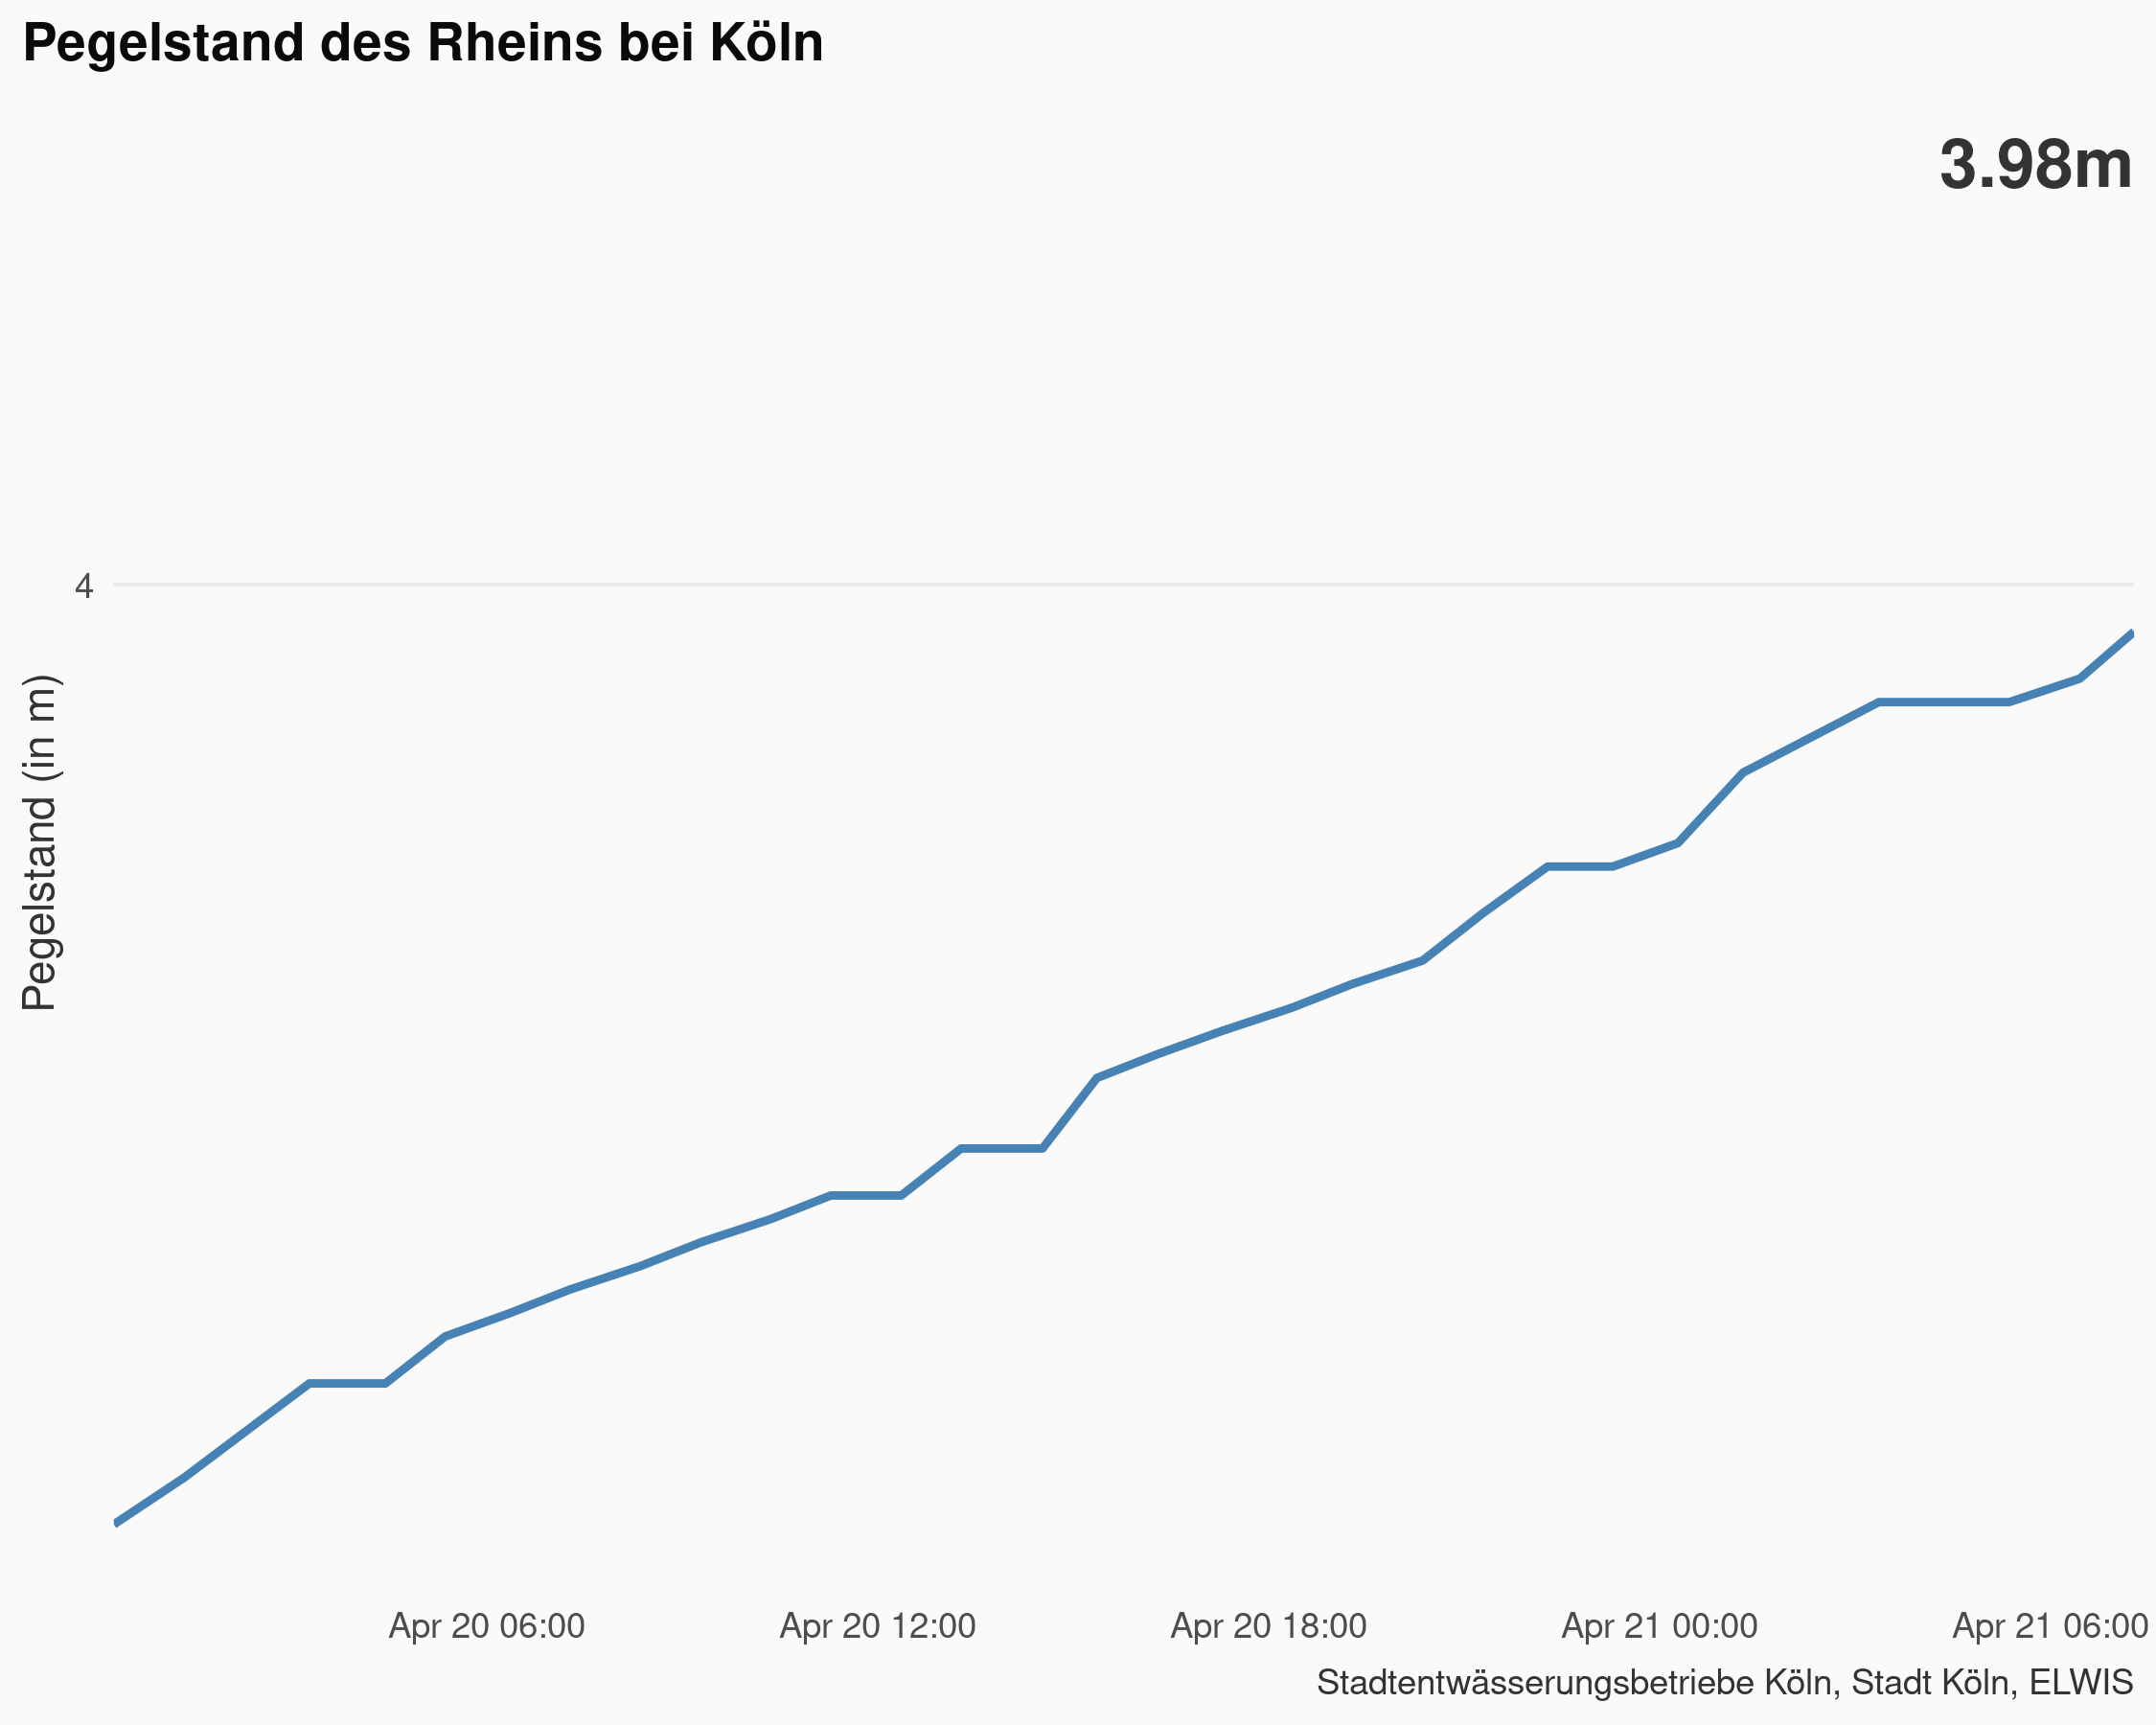 Pegelstand des Rheins bei Köln
3.98m
4
Pegelstand (in m)
Apr 20 06:00 Apr 20 12:00 Apr 20 18:00 Apr 21 00:00 Apr 21 06:00
Stadtentwässerungsbetriebe Köln, Stadt Köln, ELWIS